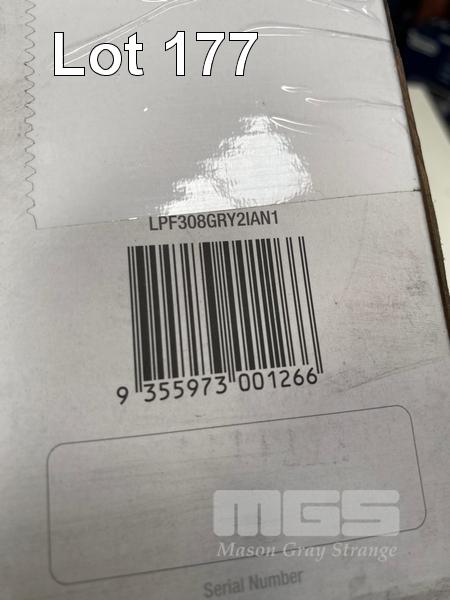 Lot 177
LPF308GRY2IAN1
9 355973 001266
MGS
Mason Gray Strange
Serial Number